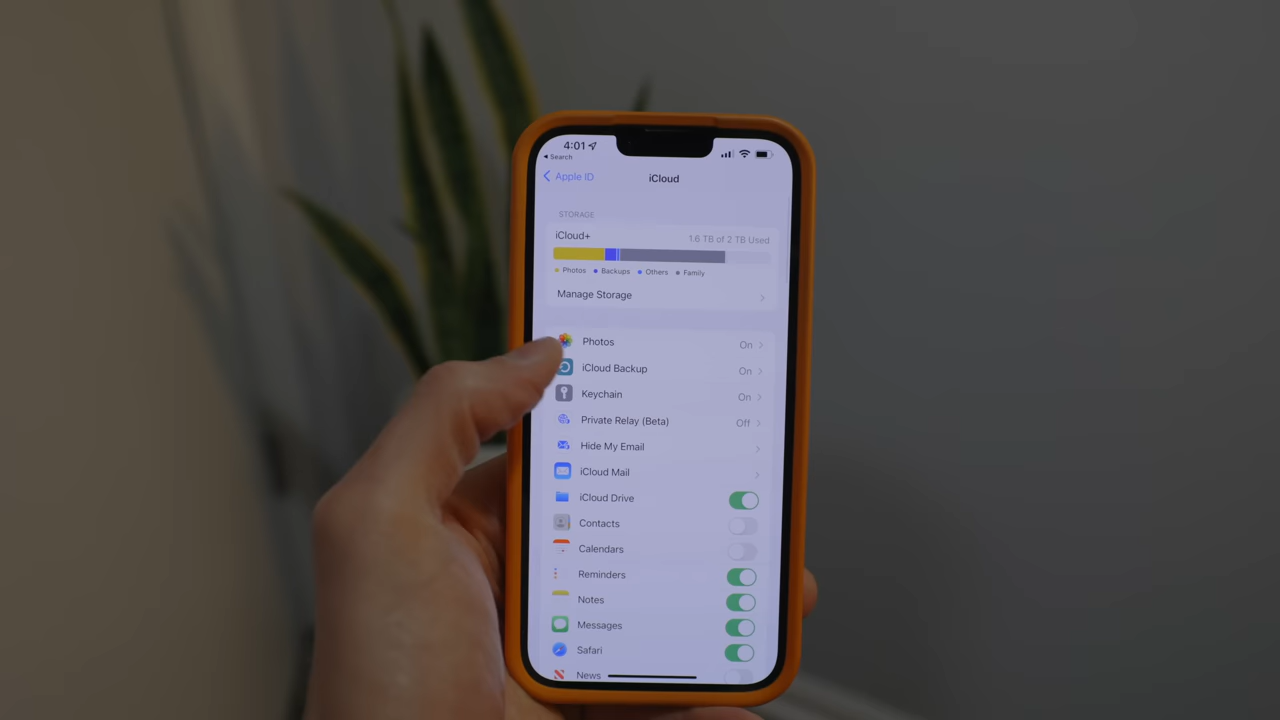 4:01
Search
Apple ID
iCloud
STORAGE
iCloud+ 1.6 TB of 2 TB Used
Photos Backups Others Family
Manage Storage
Photos On
iCloud Backup On
Keychain On
Private Relay (Beta) Off
Hide My Email
iCloud Mail
iCloud Drive
Contacts
Calendars
Reminders
Notes
Messages
Safari
News